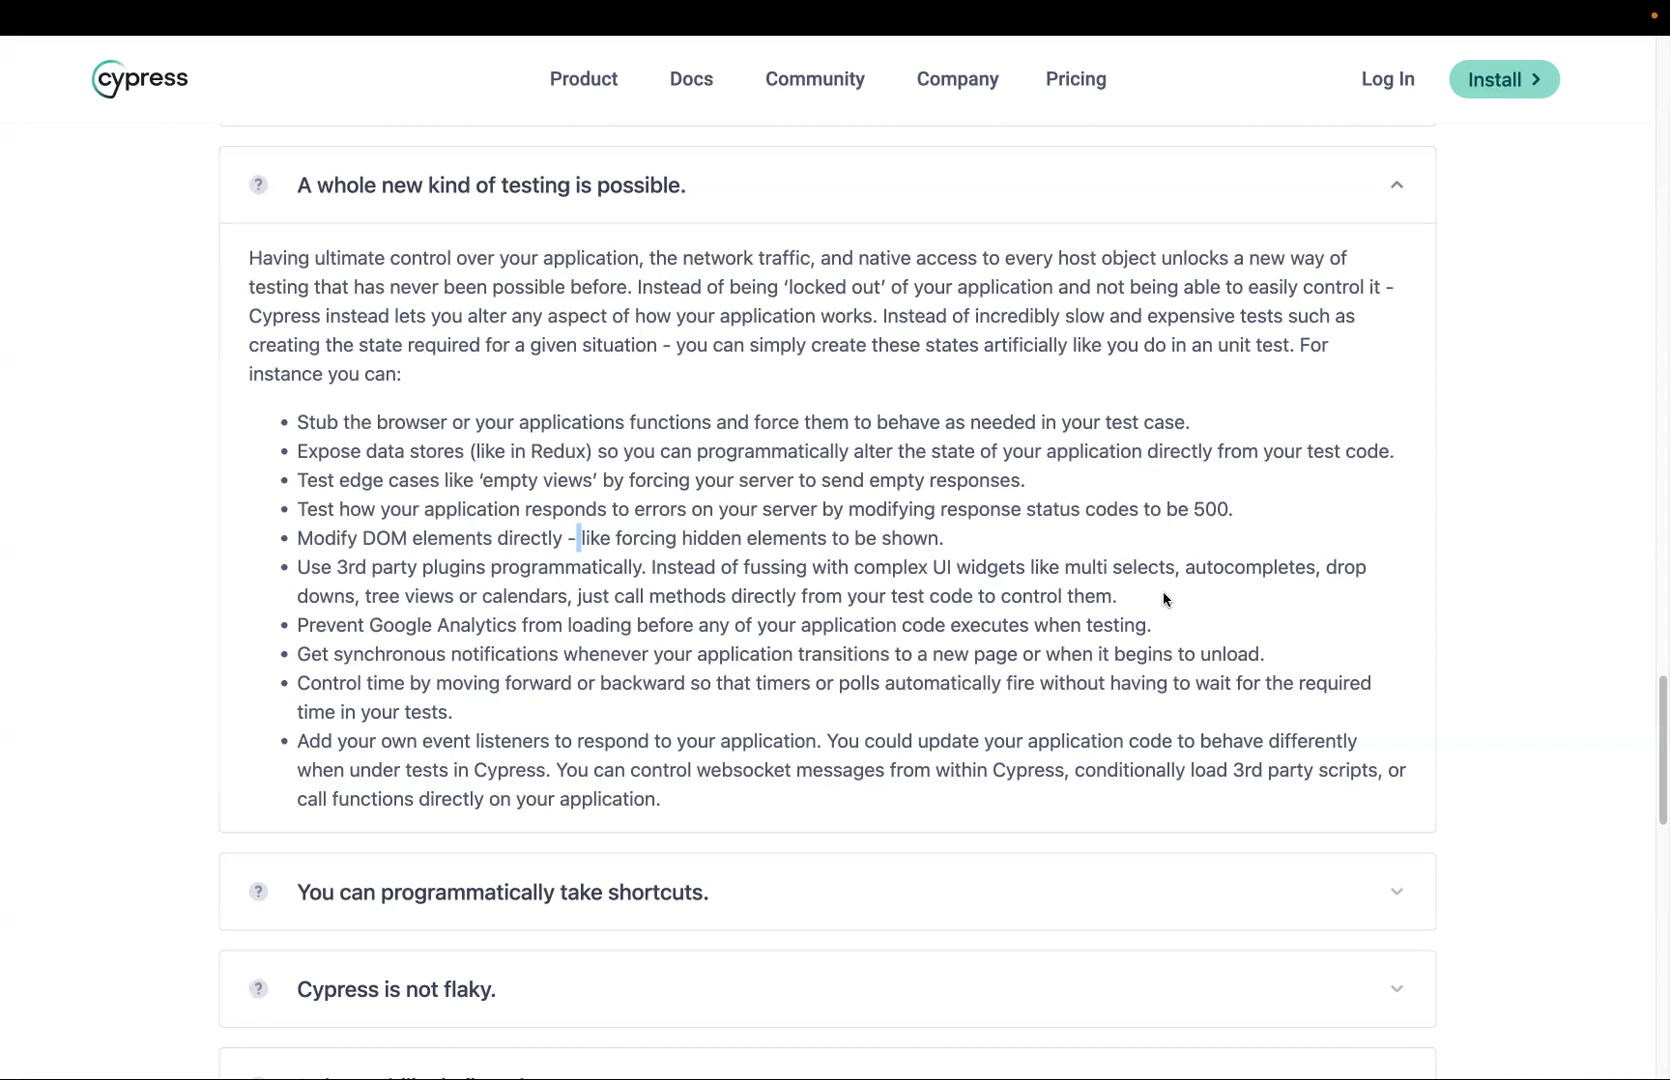 cypress
Product
Docs
Community
Company
Pricing
Log In
Install
A whole new kind of testing is possible.
Having ultimate control over your application, the network traffic, and native access to every host object unlocks a new way of
testing that has never been possible before. Instead of being ‘locked out’ of your application and not being able to easily control it -
Cypress instead lets you alter any aspect of how your application works. Instead of incredibly slow and expensive tests such as
creating the state required for a given situation - you can simply create these states artificially like you do in an unit test. For
instance you can:
• Stub the browser or your applications functions and force them to behave as needed in your test case.
• Expose data stores (like in Redux) so you can programmatically alter the state of your application directly from your test code.
• Test edge cases like ‘empty views’ by forcing your server to send empty responses.
• Test how your application responds to errors on your server by modifying response status codes to be 500.
• Modify DOM elements directly - like forcing hidden elements to be shown.
• Use 3rd party plugins programmatically. Instead of fussing with complex UI widgets like multi selects, autocompletes, drop
downs, tree views or calendars, just call methods directly from your test code to control them.
• Prevent Google Analytics from loading before any of your application code executes when testing.
• Get synchronous notifications whenever your application transitions to a new page or when it begins to unload.
• Control time by moving forward or backward so that timers or polls automatically fire without having to wait for the required
time in your tests.
• Add your own event listeners to respond to your application. You could update your application code to behave differently
when under tests in Cypress. You can control websocket messages from within Cypress, conditionally load 3rd party scripts, or
call functions directly on your application.
You can programmatically take shortcuts.
Cypress is not flaky.